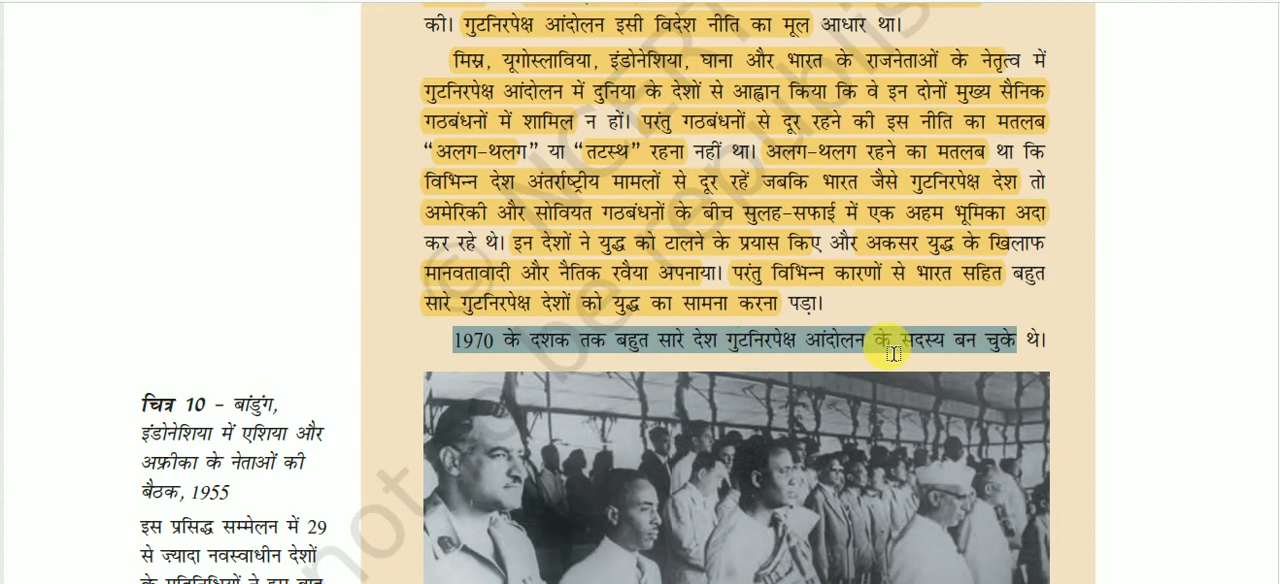 की। गुटनिरपेक्ष आंदोलन इसी विदेश नीति का मूल आधार था।
मिस्र, यूगोस्लाविया, इंडोनेशिया, घाना और भारत के राजनेताओं के नेतृत्व में
गुटनिरपेक्ष आंदोलन में दुनिया के देशों से आह्वान किया कि वे इन दोनों मुख्य सैनिक
गठबंधनों में शामिल न हों। परंतु गठबंधनों से दूर रहने की इस नीति का मतलब
“अलग-थलग” या “तटस्थ” रहना नहीं था। अलग-थलग रहने का मतलब था कि
विभिन्न देश अंतर्राष्ट्रीय मामलों से दूर रहें जबकि भारत जैसे गुटनिरपेक्ष देश तो
अमेरिकी और सोवियत गठबंधनों के बीच सुलह-सफाई में एक अहम भूमिका अदा
कर रहे थे। इन देशों ने युद्ध को टालने के प्रयास किए और अकसर युद्ध के खिलाफ
मानवतावादी और नैतिक रवैया अपनाया। परंतु विभिन्न कारणों से भारत सहित बहुत
सारे गुटनिरपेक्ष देशों को युद्ध का सामना करना पड़ा।
1970 के दशक तक बहुत सारे देश गुटनिरपेक्ष आंदोलन के सदस्य बन चुके थे।
चित्र 10 - बांडुंग,
इंडोनेशिया में एशिया और
अफ्रीका के नेताओं की
बैठक, 1955
इस प्रसिद्ध सम्मेलन में 29
से ज़्यादा नवस्वाधीन देशों
© NCERT
not be republis